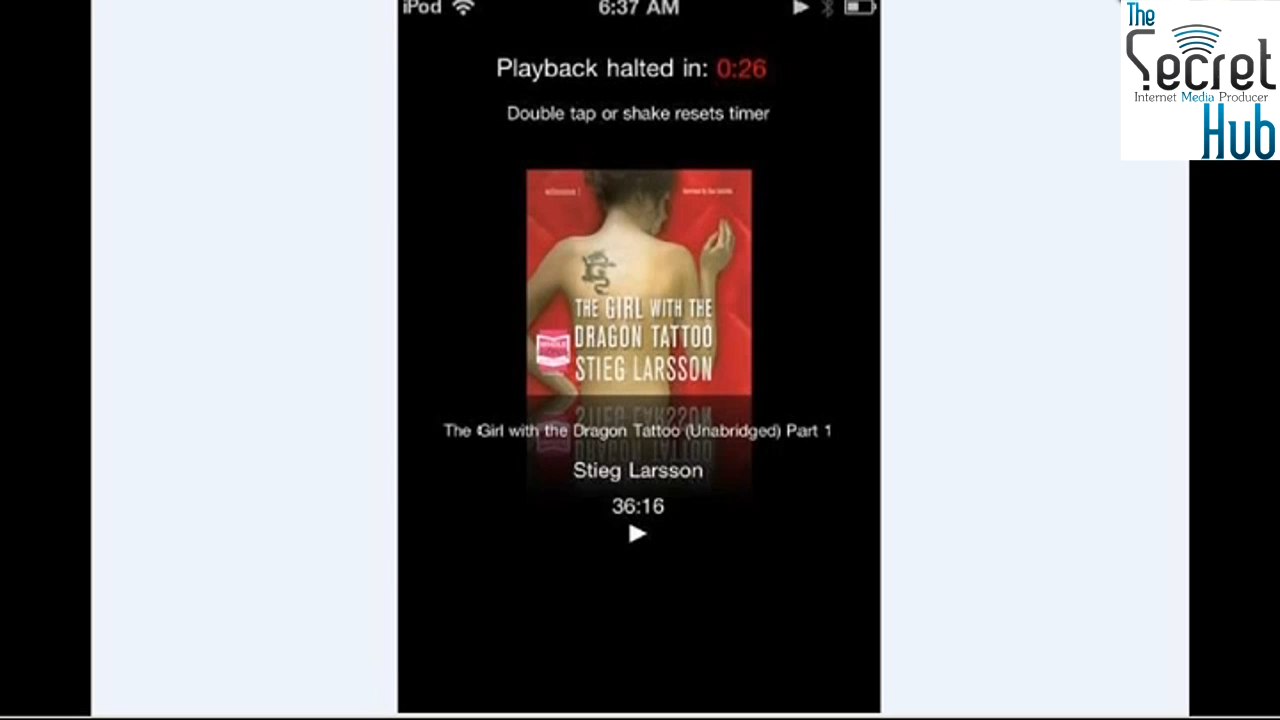 iPod
6:37 AM
The
Secret
Internet Media Producer
Hub
Playback halted in: 0:26
Double tap or shake resets timer
THE GIRL WITH THE
DRAGON TATTOO
STIEG LARSSON
The Girl with the Dragon Tattoo (Unabridged) Part 1
Stieg Larsson
36:16